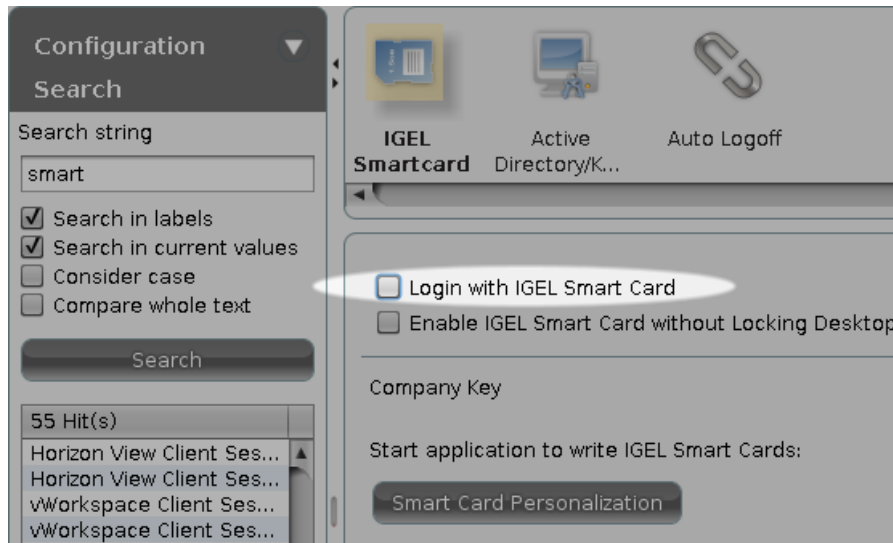 Configuration
Search
Search string
smart
Search in labels
Search in current values
Consider case
Compare whole text
Search
55 Hit(s)
Horizon View Client Ses...
Horizon View Client Ses...
vWorkspace Client Ses...
vWorkspace Client Ses...
IGEL
Smartcard
Active
Directory/K...
Auto Logoff
Login with IGEL Smart Card
Enable IGEL Smart Card without Locking Desktop
Company Key
Start application to write IGEL Smart Cards:
Smart Card Personalization